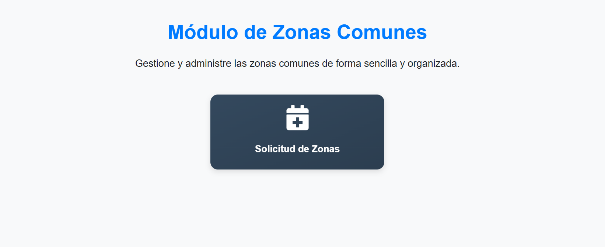 Módulo de Zonas Comunes
Gestione y administre las zonas comunes de forma sencilla y organizada.
Solicitud de Zonas